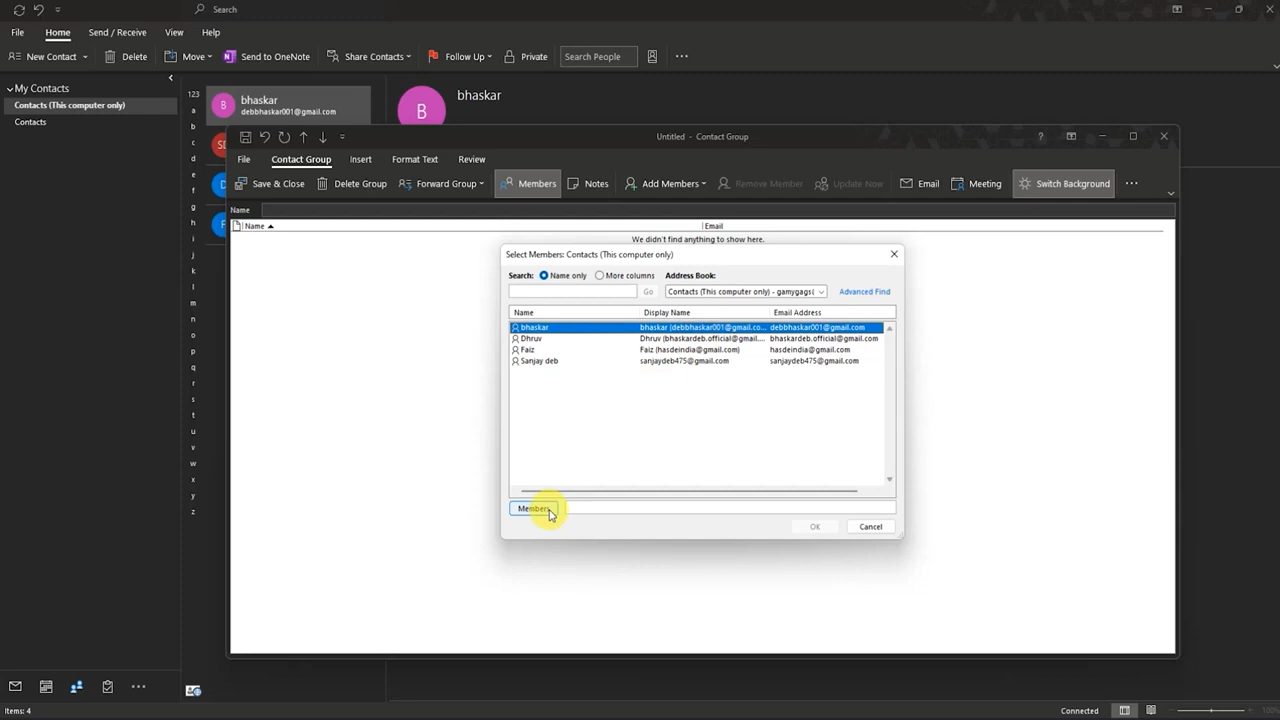 Search
File Home Send / Receive View Help
New Contact Delete Move Send to OneNote Share Contacts Follow Up Private Search People ...
My Contacts
Contacts (This computer only)
Contacts
123
a
b
c
d
e
f
g
h
i
j
k
l
m
n
o
p
q
r
s
t
u
v
w
x
y
z
B bhaskar
debbhaskar001@gmail.com
SD
D
F
B bhaskar
Untitled - Contact Group
?
File Contact Group Insert Format Text Review
Save & Close Delete Group Forward Group Members Notes Add Members Remove Member Update Now Email Meeting Switch Background ...
Name
Name Email
We didn't find anything to show here.
Select Members: Contacts (This computer only)
Search: Name only More columns Address Book:
Go Contacts (This computer only) - gamygags( Advanced Find
Name Display Name Email Address
bhaskar bhaskar (debbhaskar001@gmail.co... debbhaskar001@gmail.com
Dhruv Dhruv (bhaskardeb.official@gmail.... bhaskardeb.official@gmail.com
Faiz Faiz (hasdeindia@gmail.com) hasdeindia@gmail.com
Sanjay deb sanjaydeb475@gmail.com sanjaydeb475@gmail.com
Members
OK Cancel
...
Items: 4
Connected
100%